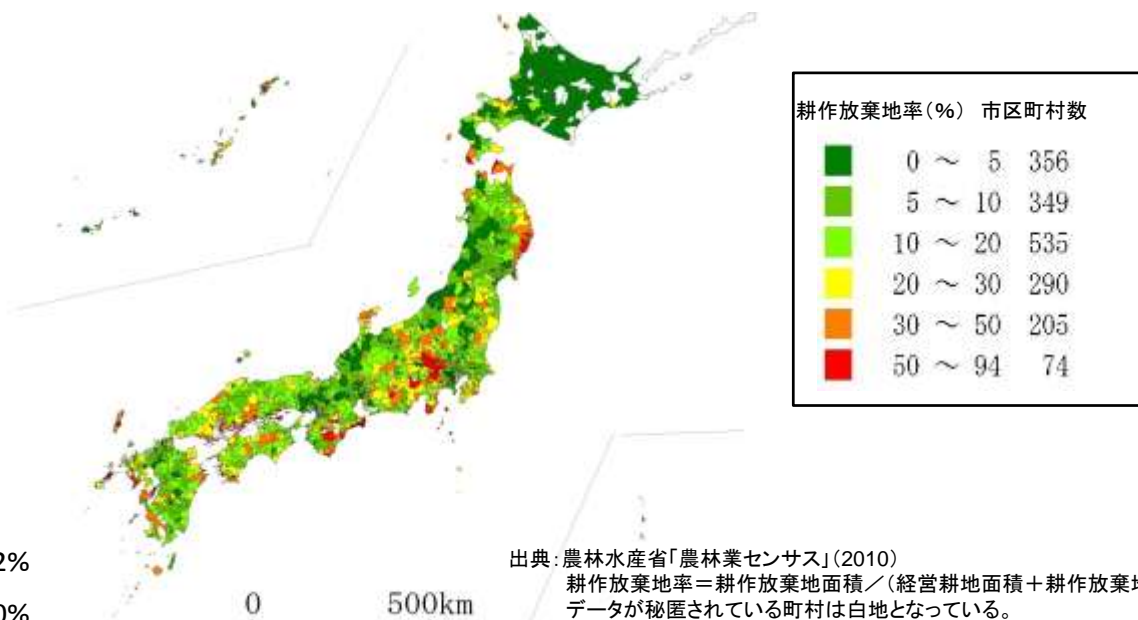 耕作放棄地率(%) 市区町村数
0 ～ 5 356
5 ～ 10 349
10 ～ 20 535
20 ～ 30 290
30 ～ 50 205
50 ～ 94 74
2%
0%
0 500km
出典：農林水産省「農林業センサス」(2010)
耕作放棄地率＝耕作放棄地面積／(経営耕地面積＋耕作放棄地
データが秘匿されている町村は白地となっている。